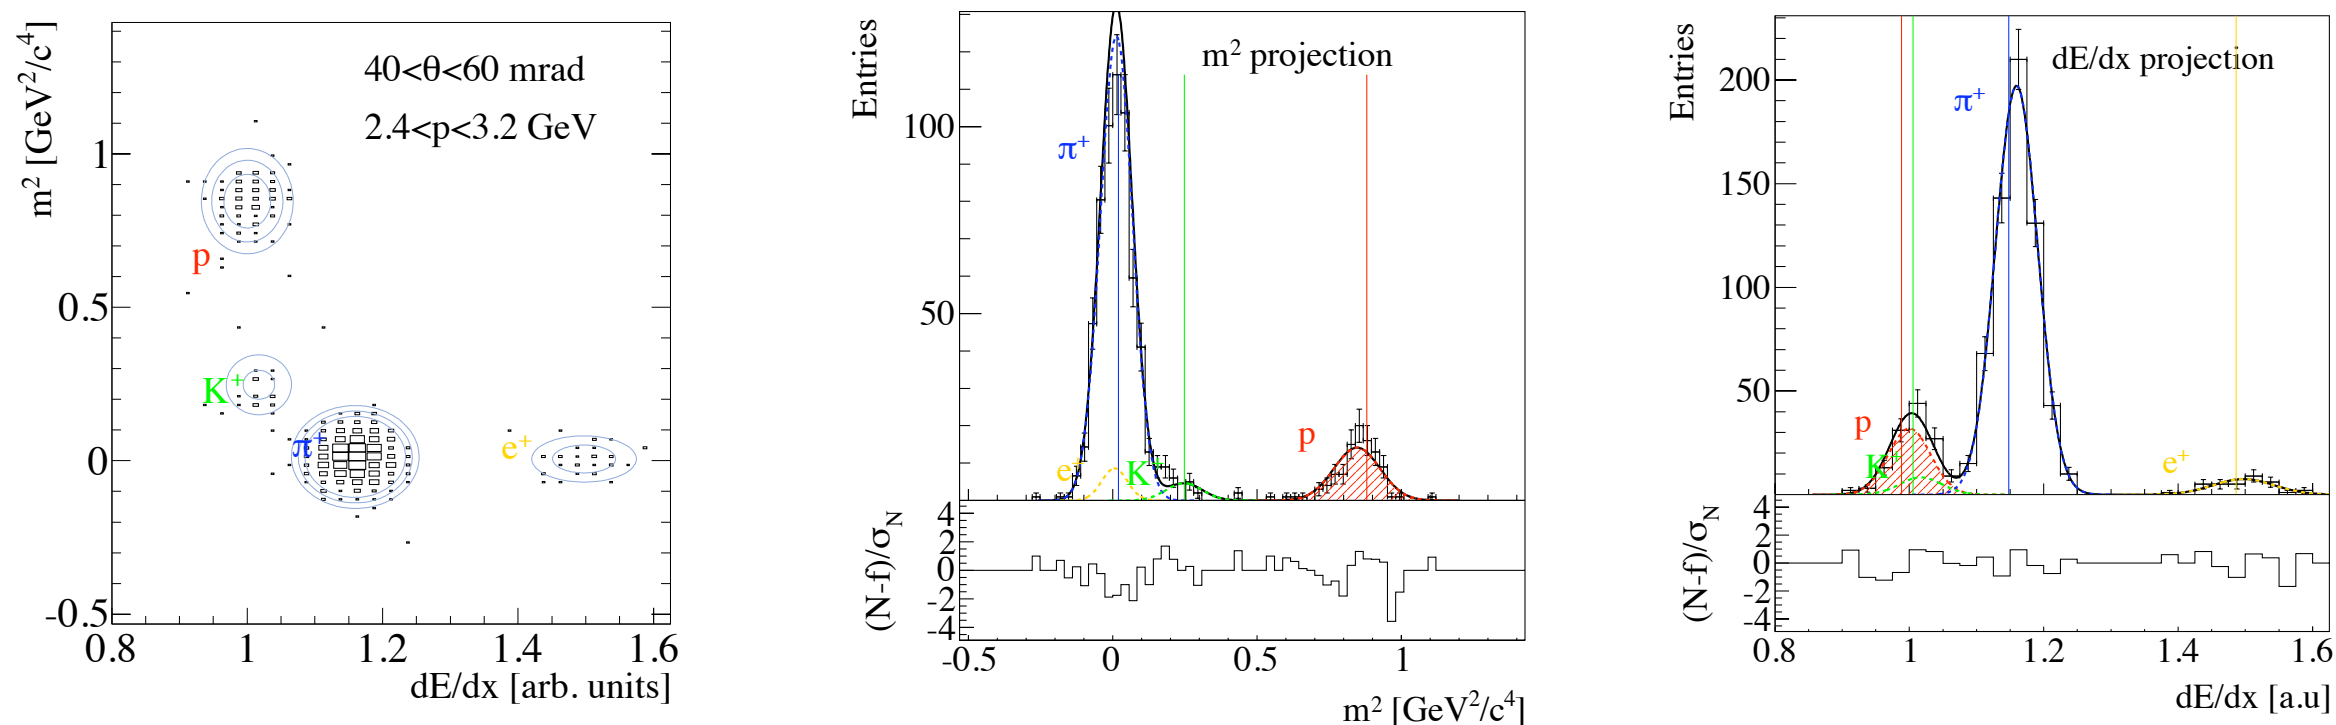 m² [GeV²/c⁴]
40<θ<60 mrad
2.4<p<3.2 GeV
1
0.5
0
-0.5
p
K⁺
π⁺
e⁺
0.8 1 1.2 1.4 1.6
dE/dx [arb. units]
Entries
m² projection
100
50
π⁺
e
K
p
(N-f)/σ_N
4
2
0
-2
-4
-0.5 0 0.5 1
m² [GeV²/c⁴]
Entries
dE/dx projection
200
150
100
50
π⁺
p
K⁺
e⁺
(N-f)/σ_N
4
2
0
-2
-4
0.8 1 1.2 1.4 1.6
dE/dx [a.u]